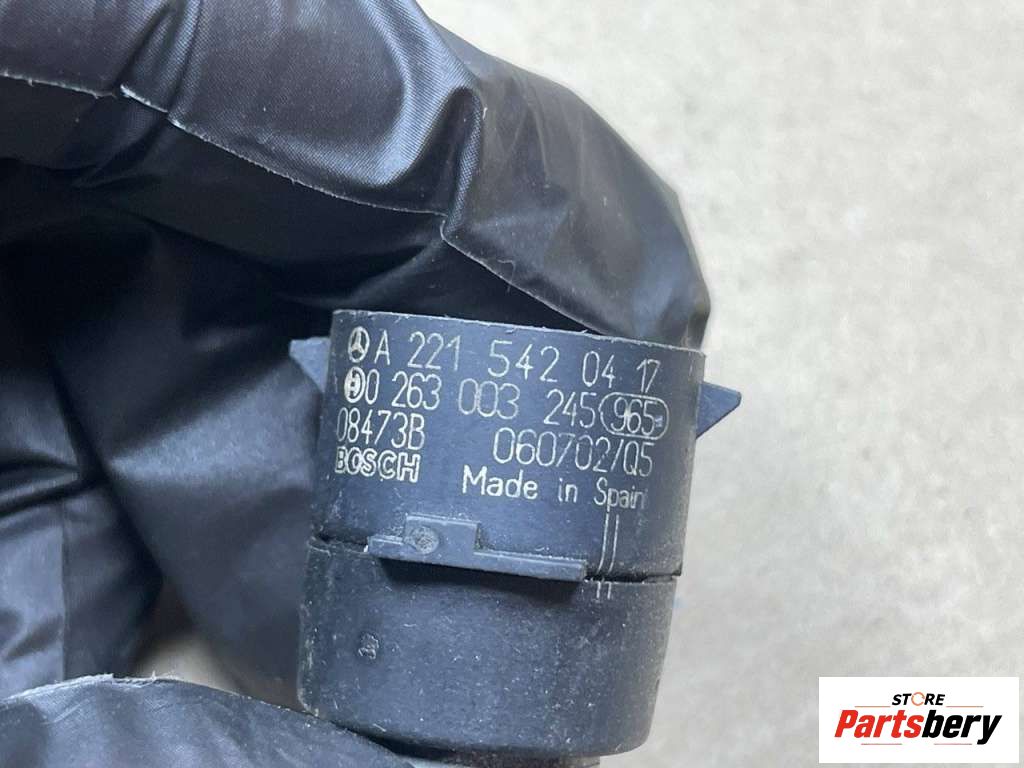 A 221 542 04 17
0 263 003 245 965
08473B 060702/Q5
BOSCH Made in Spain
STORE
Partsbery